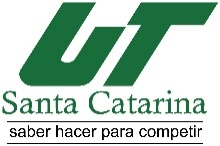 UT
Santa Catarina
saber hacer para competir